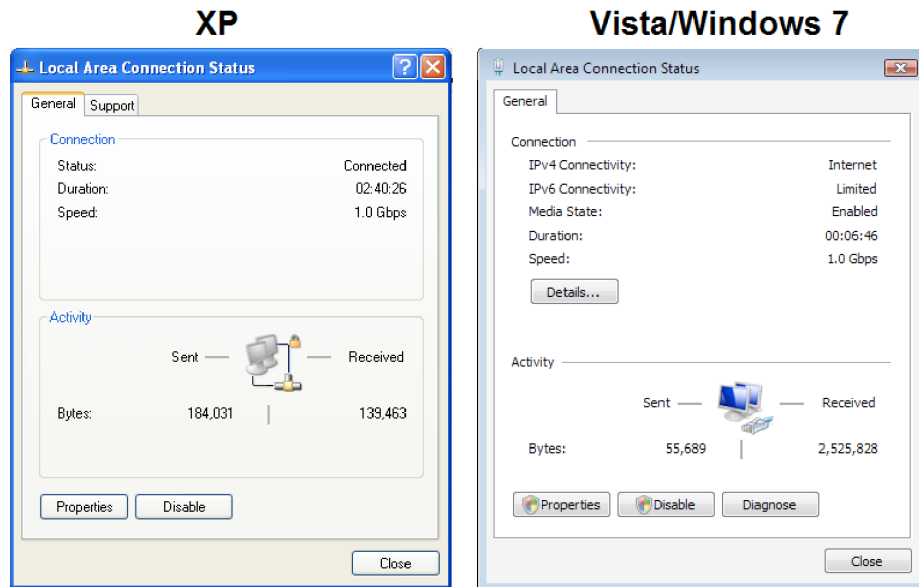 XP
Local Area Connection Status
General Support
Connection
Status: Connected
Duration: 02:40:26
Speed: 1.0 Gbps
Activity
Sent Received
Bytes: 184,031 139,463
Properties Disable
Close
Vista/Windows 7
Local Area Connection Status
General
Connection
IPv4 Connectivity: Internet
IPv6 Connectivity: Limited
Media State: Enabled
Duration: 00:06:46
Speed: 1.0 Gbps
Details...
Activity
Sent Received
Bytes: 55,689 2,525,828
Properties Disable Diagnose
Close